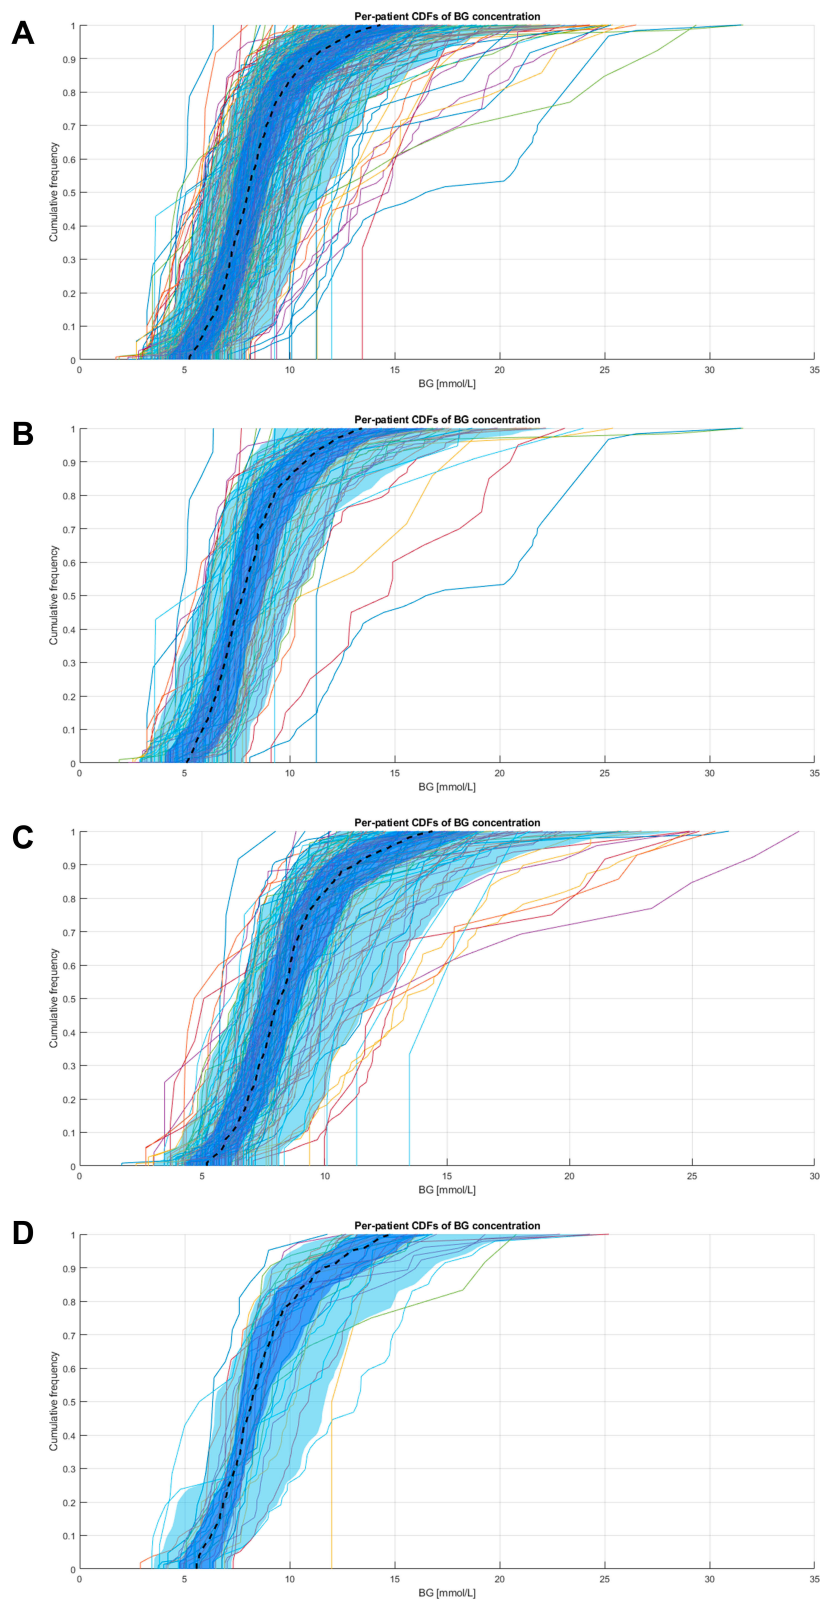 A
Per-patient CDFs of BG concentration
1
0.9
0.8
0.7
0.6
0.5
0.4
0.3
0.2
0.1
0
Cumulative frequency
0 5 10 15 20 25 30 35
BG [mmol/L]
B
Per-patient CDFs of BG concentration
1
0.9
0.8
0.7
0.6
0.5
0.4
0.3
0.2
0.1
0
Cumulative frequency
0 5 10 15 20 25 30 35
BG [mmol/L]
C
Per-patient CDFs of BG concentration
1
0.9
0.8
0.7
0.6
0.5
0.4
0.3
0.2
0.1
0
Cumulative frequency
0 5 10 15 20 25 30
BG [mmol/L]
D
Per-patient CDFs of BG concentration
1
0.9
0.8
0.7
0.6
0.5
0.4
0.3
0.2
0.1
0
Cumulative frequency
0 5 10 15 20 25 30 35
BG [mmol/L]